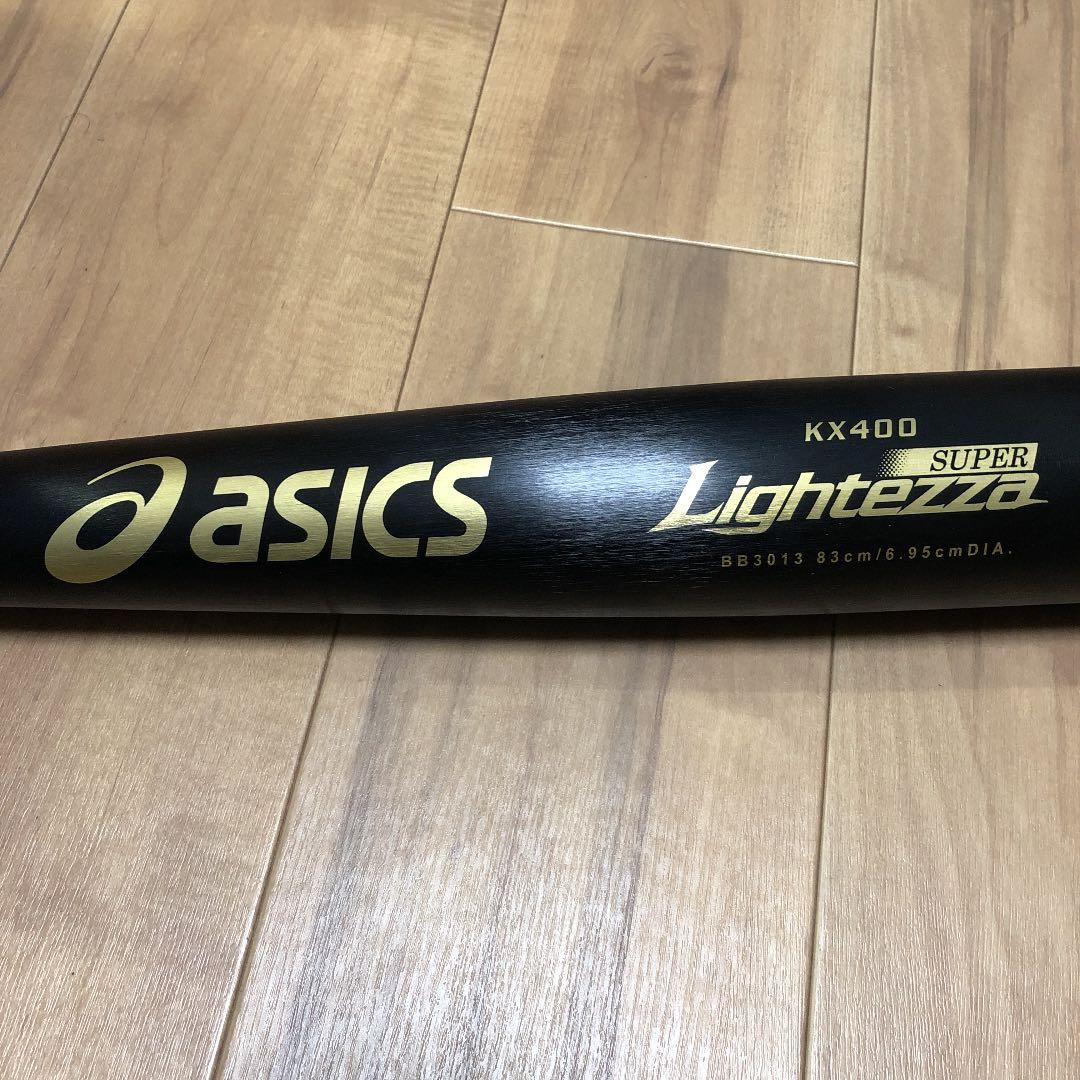 asics
KX400
SUPER
Lightezza
BB3013 83cm/6.95cmDIA.